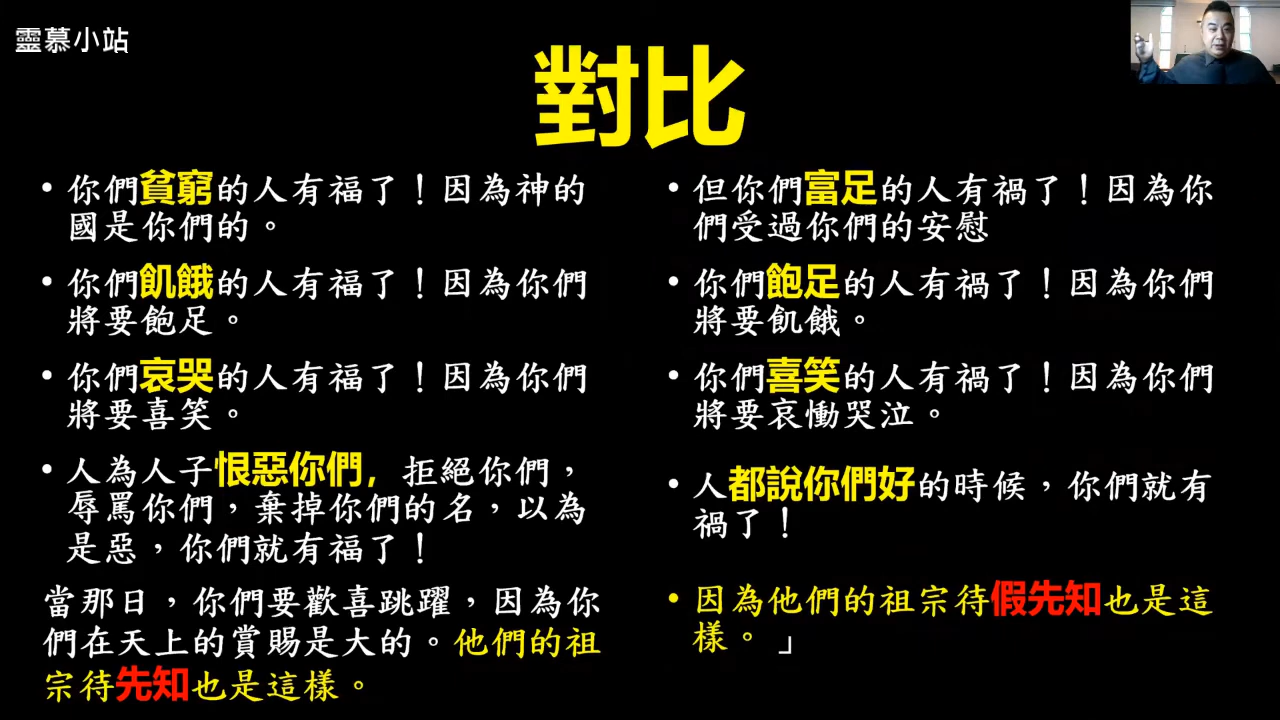 靈慕小站
對比
• 你們貧窮的人有福了！因為神的
國是你們的。
• 你們飢餓的人有福了！因為你們
將要飽足。
• 你們哀哭的人有福了！因為你們
將要喜笑。
• 人為人子恨惡你們，拒絕你們，
辱罵你們，棄掉你們的名，以為
是惡，你們就有福了！
當那日，你們要歡喜跳躍，因為你
們在天上的賞賜是大的。他們的祖
宗待先知也是這樣。
• 但你們富足的人有禍了！因為你
們受過你們的安慰
• 你們飽足的人有禍了！因為你們
將要飢餓。
• 你們喜笑的人有禍了！因為你們
將要哀慟哭泣。
• 人都說你們好的時候，你們就有
禍了！
• 因為他們的祖宗待假先知也是這
樣。」